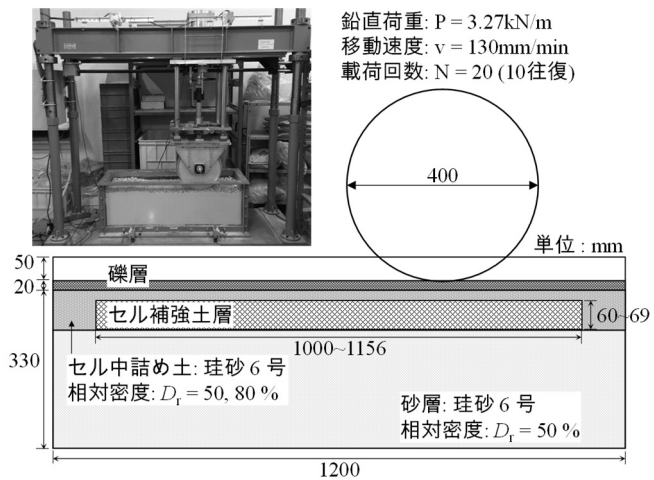 鉛直荷重: P = 3.27kN/m
移動速度: v = 130mm/min
載荷回数: N = 20 (10往復)
400
単位 : mm
50
礫層
20
セル補強土層
60~69
1000~1156
330
セル中詰め土: 珪砂 6 号
相対密度: Dr = 50, 80 %
砂層: 珪砂 6 号
相対密度: Dr = 50 %
1200